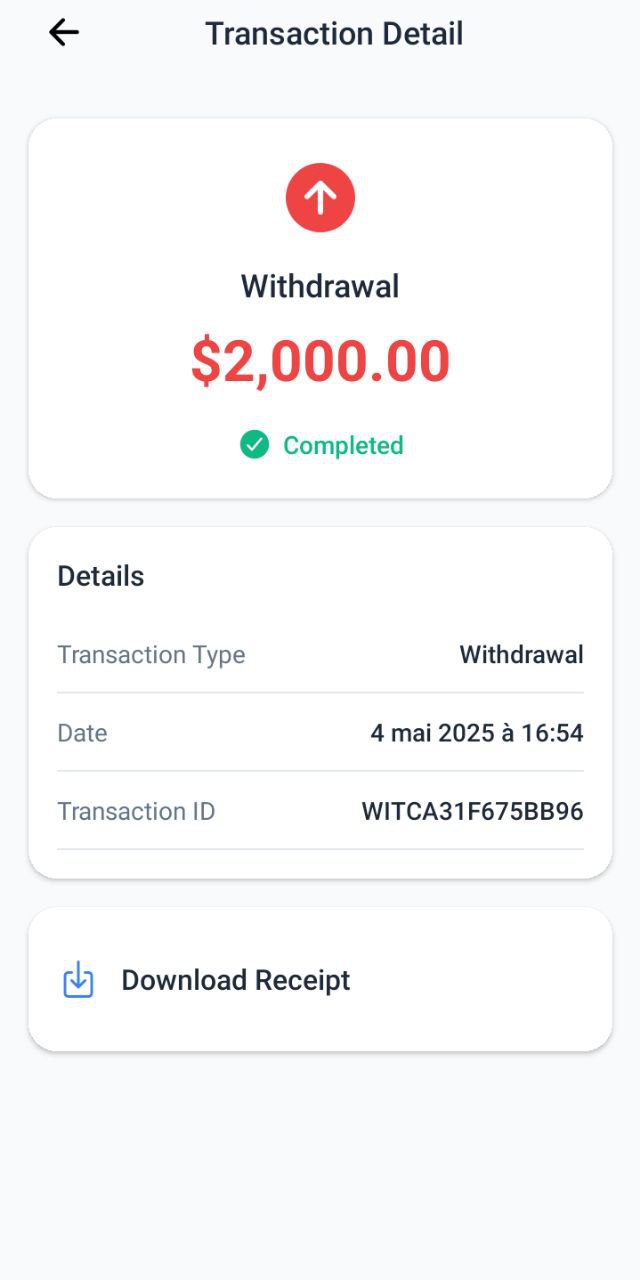 Transaction Detail
Withdrawal
$2,000.00
Completed
Details
Transaction Type Withdrawal
Date 4 mai 2025 à 16:54
Transaction ID WITCA31F675BB96
Download Receipt